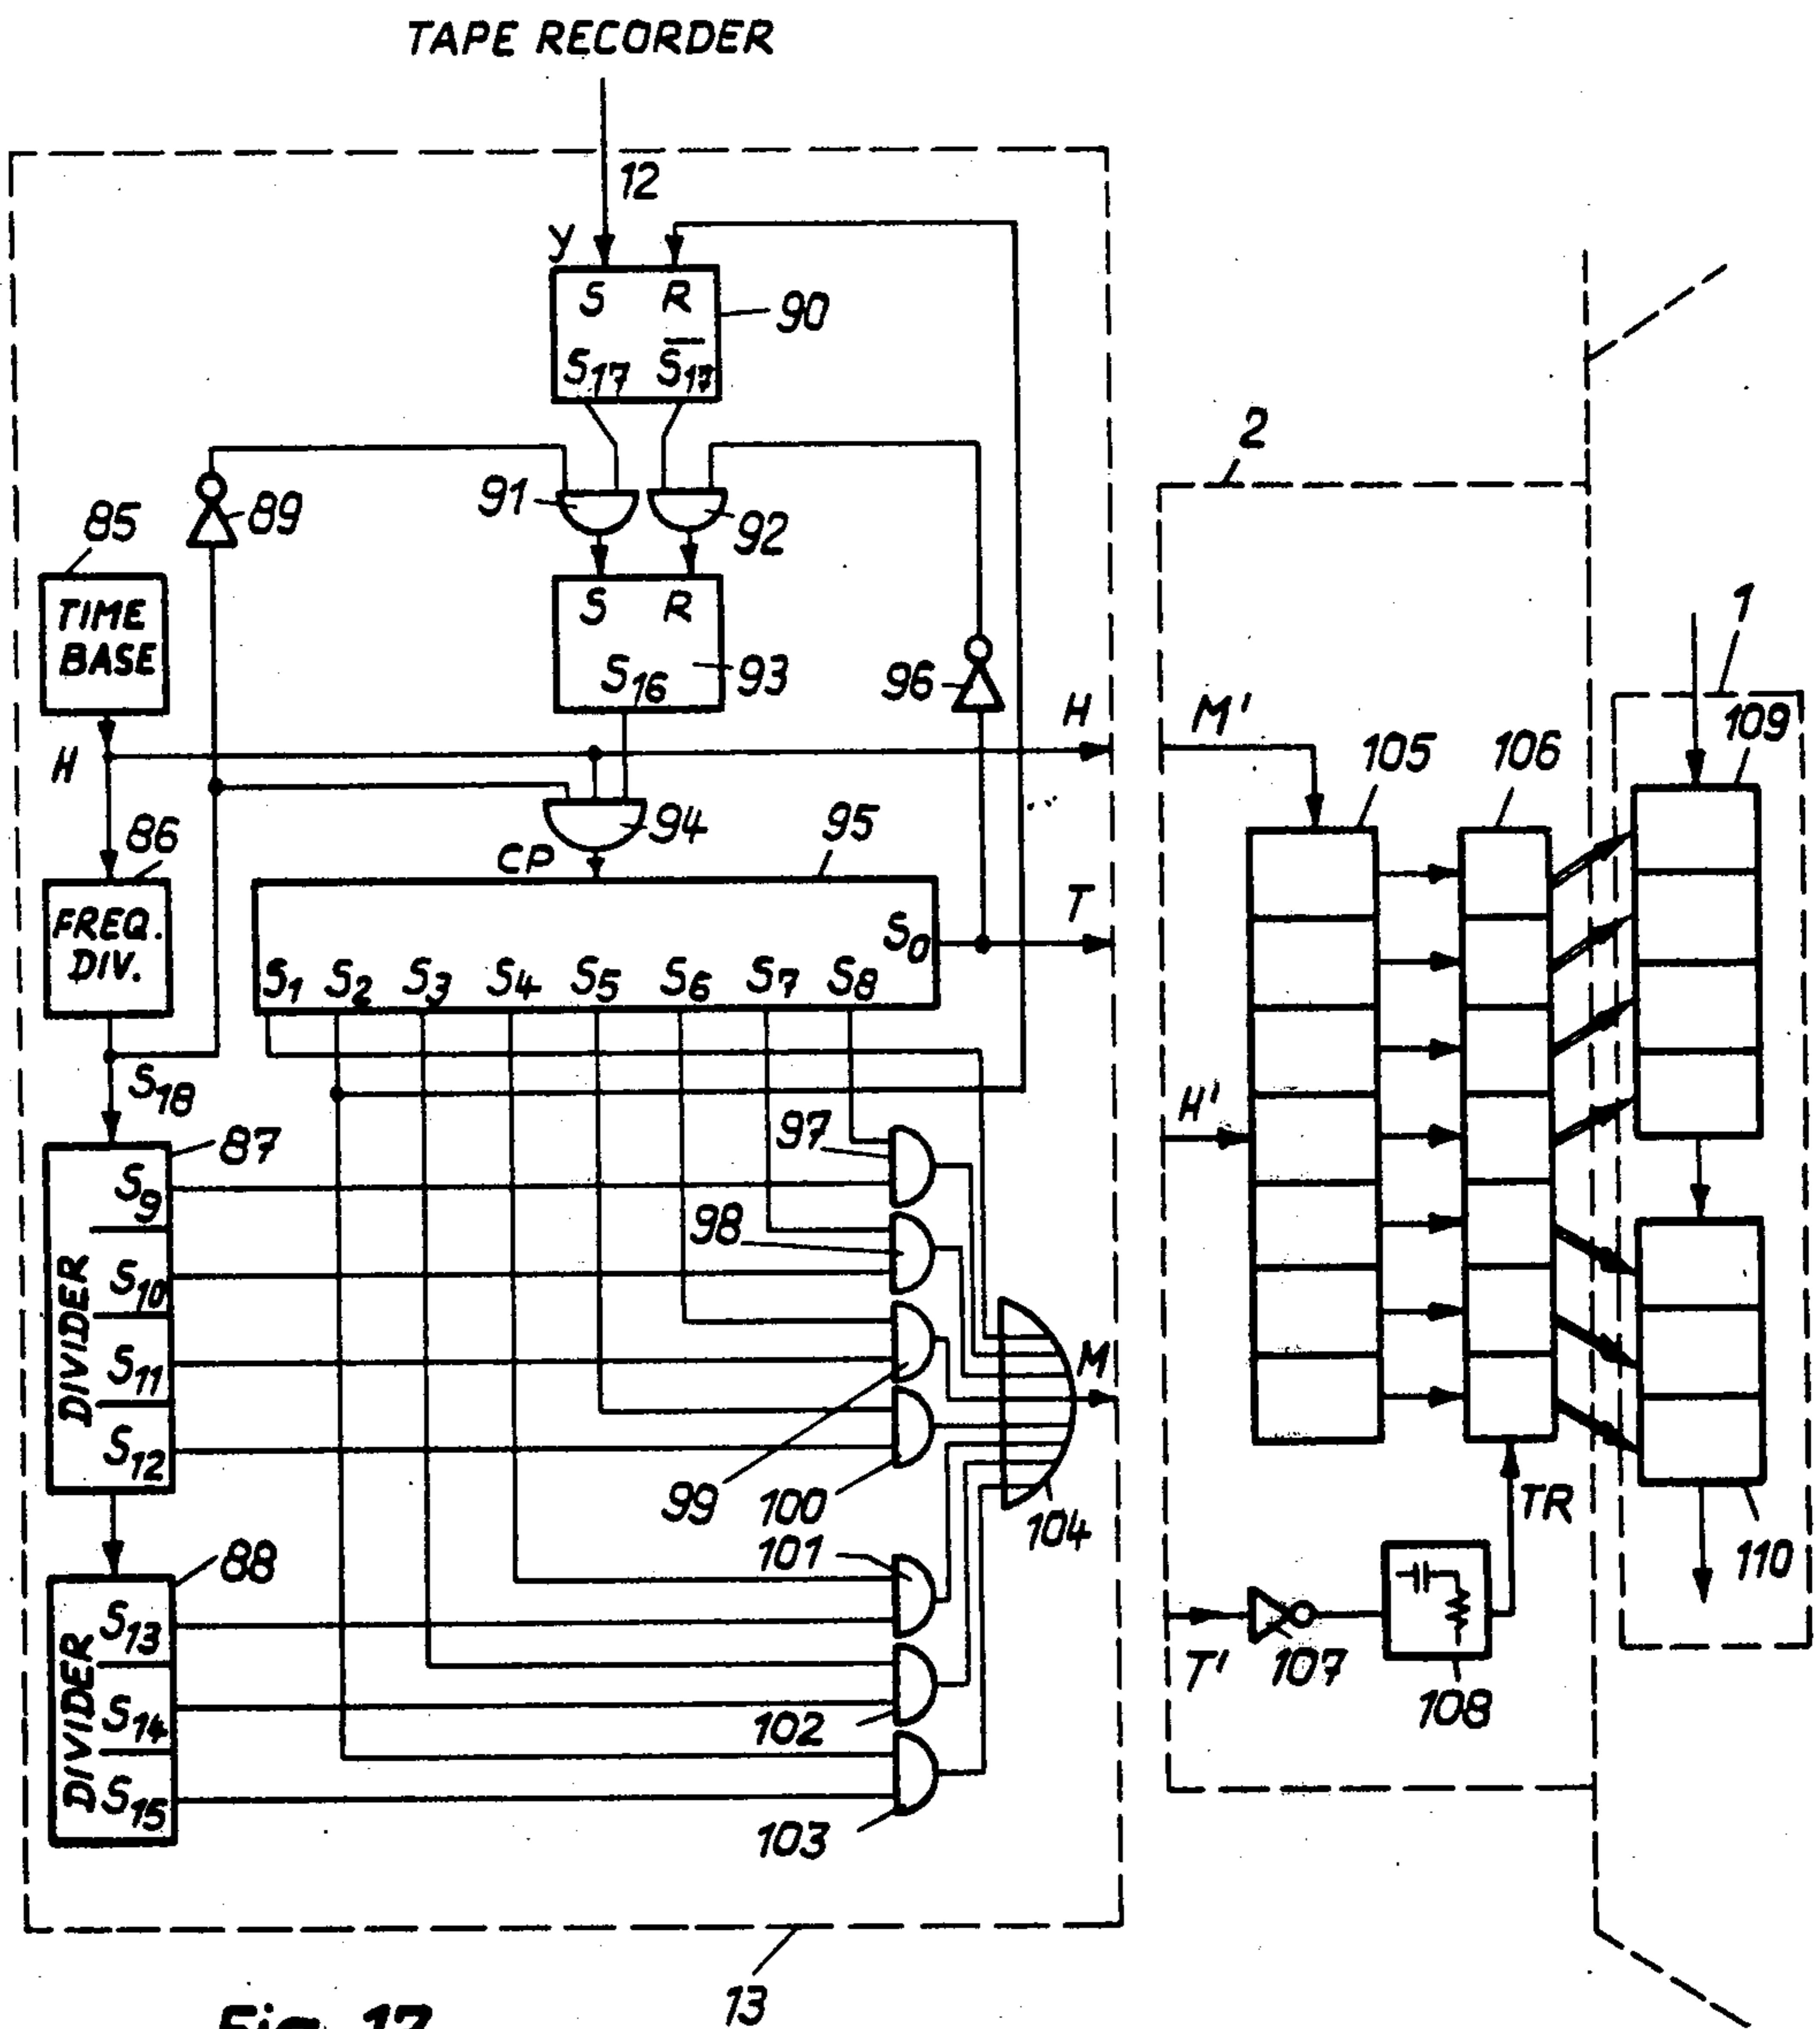 TAPE RECORDER
12
y
S R
90
S17 S̅17
2
91
92
89
85
1
TIME
BASE
S R
S16
93
96
H
M'
109
105
106
H
94
95
86
CP
T
FREQ.
DIV.
S0
S1 S2 S3 S4 S5 S6 S7 S8
S18
H'
87
97
S9
98
S10
DIVIDER
S11
M
S12
99
100
104
TR
101
88
110
S13
DIVIDER
T'
107
S14
102
108
S15
103
13
Fig. 17